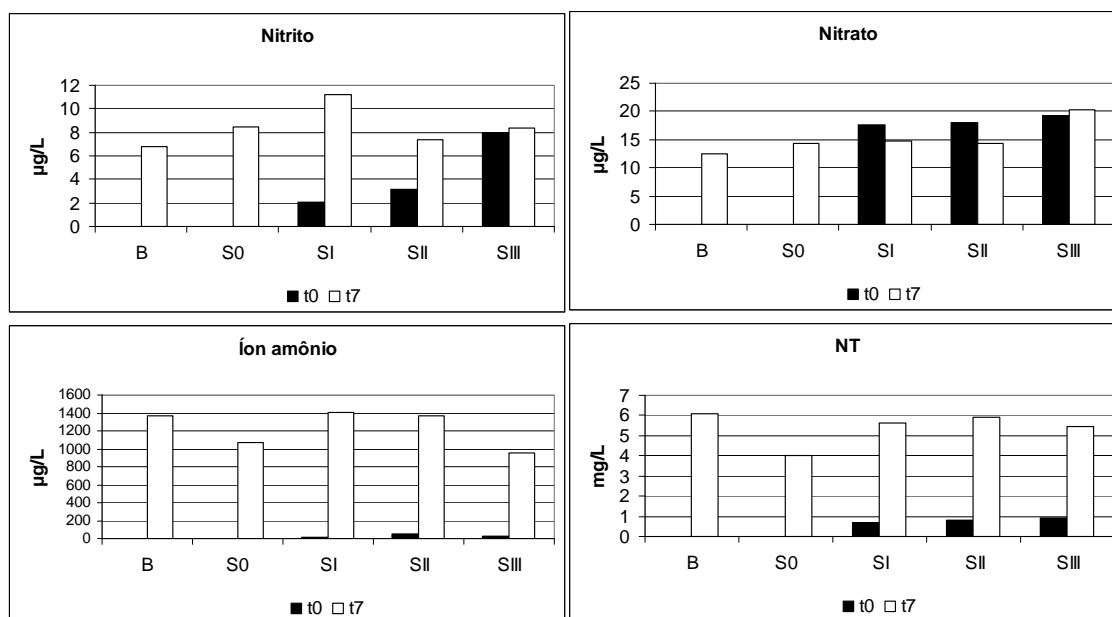 Nitrito
µg/L
12
10
8
6
4
2
0
B S0 SI SII SIII
t0 t7
Nitrato
µg/L
25
20
15
10
5
0
B S0 SI SII SIII
t0 t7
Íon amônio
µg/L
1600
1400
1200
1000
800
600
400
200
0
B S0 SI SII SIII
t0 t7
NT
mg/L
7
6
5
4
3
2
1
0
B S0 SI SII SIII
t0 t7